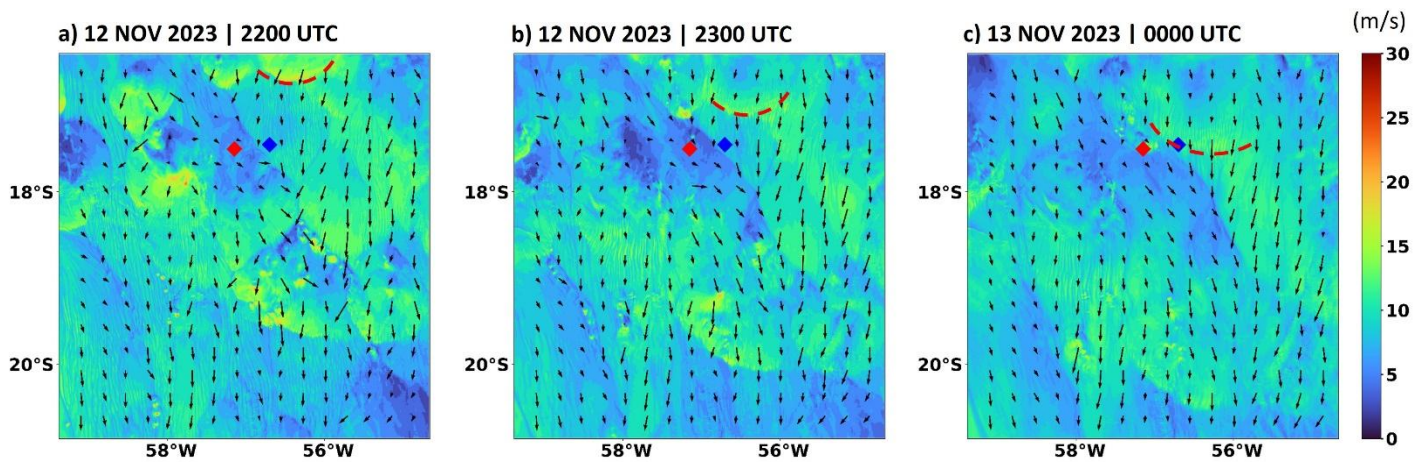 a) 12 NOV 2023 | 2200 UTC
b) 12 NOV 2023 | 2300 UTC
c) 13 NOV 2023 | 0000 UTC
(m/s)
30
25
20
15
10
5
0
18°S
20°S
58°W
56°W
18°S
20°S
58°W
56°W
18°S
20°S
58°W
56°W